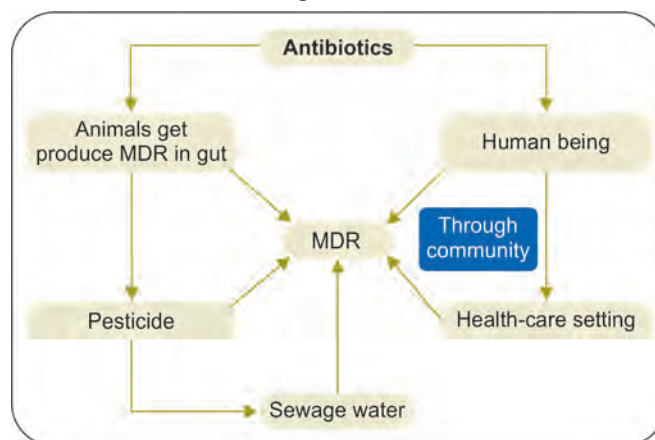 Antibiotics
Animals get
produce MDR in gut
Human being
MDR
Through
community
Pesticide
Health-care setting
Sewage water